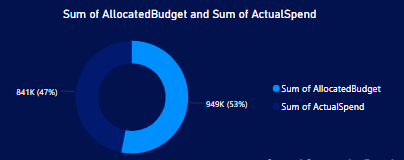 Sum of AllocatedBudget and Sum of ActualSpend
841K (47%)
949K (53%)
Sum of AllocatedBudget
Sum of ActualSpend